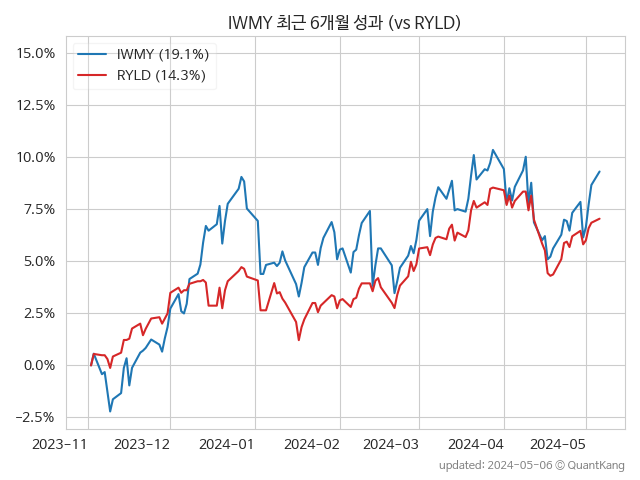 IWMY 최근 6개월 성과 (vs RYLD)
IWMY (19.1%)
RYLD (14.3%)
15.0%
12.5%
10.0%
7.5%
5.0%
2.5%
0.0%
−2.5%
2023-11 2023-12 2024-01 2024-02 2024-03 2024-04 2024-05
updated: 2024-05-06 © QuantKang